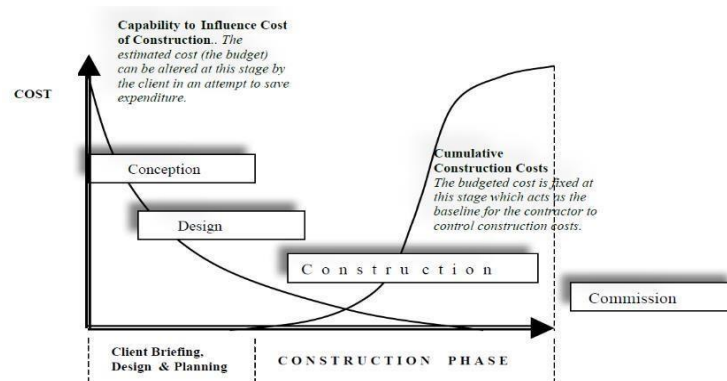 Capability to Influence Cost
of Construction.. The
estimated cost (the budget)
can be altered at this stage by
the client in an attempt to save
expenditure.
COST
Cumulative
Construction Costs
The budgeted cost is fixed at
this stage which acts as the
baseline for the contractor to
control construction costs.
Conception
Design
Construction
Commission
Client Briefing,
Design & Planning
CONSTRUCTION PHASE